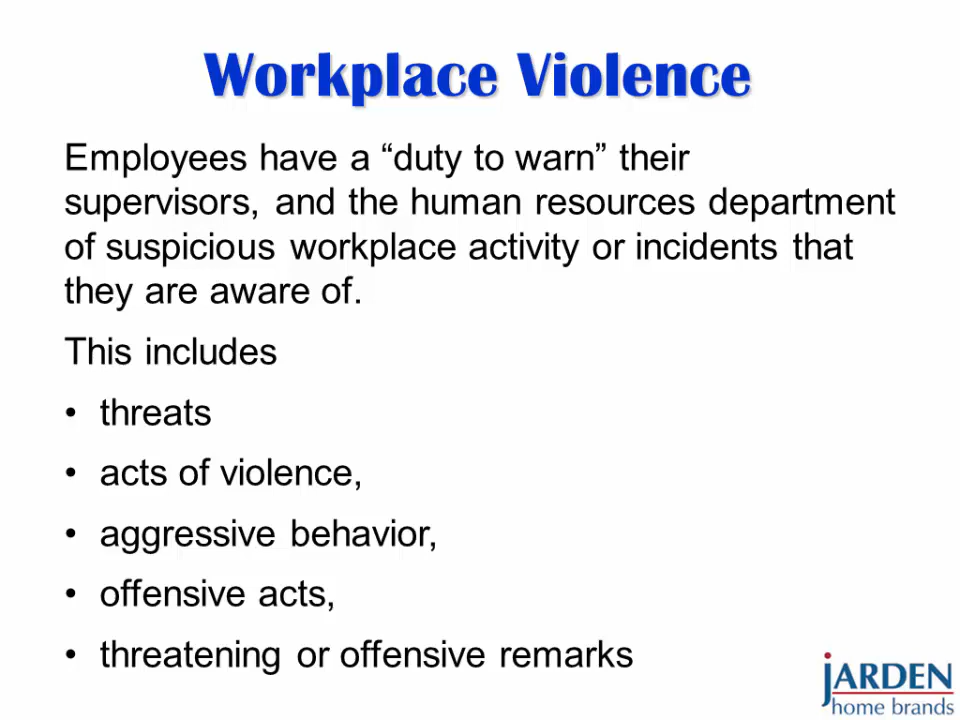 Workplace Violence
Employees have a “duty to warn” their
supervisors, and the human resources department
of suspicious workplace activity or incidents that
they are aware of.
This includes
• threats
• acts of violence,
• aggressive behavior,
• offensive acts,
• threatening or offensive remarks
jARDEN
home brands